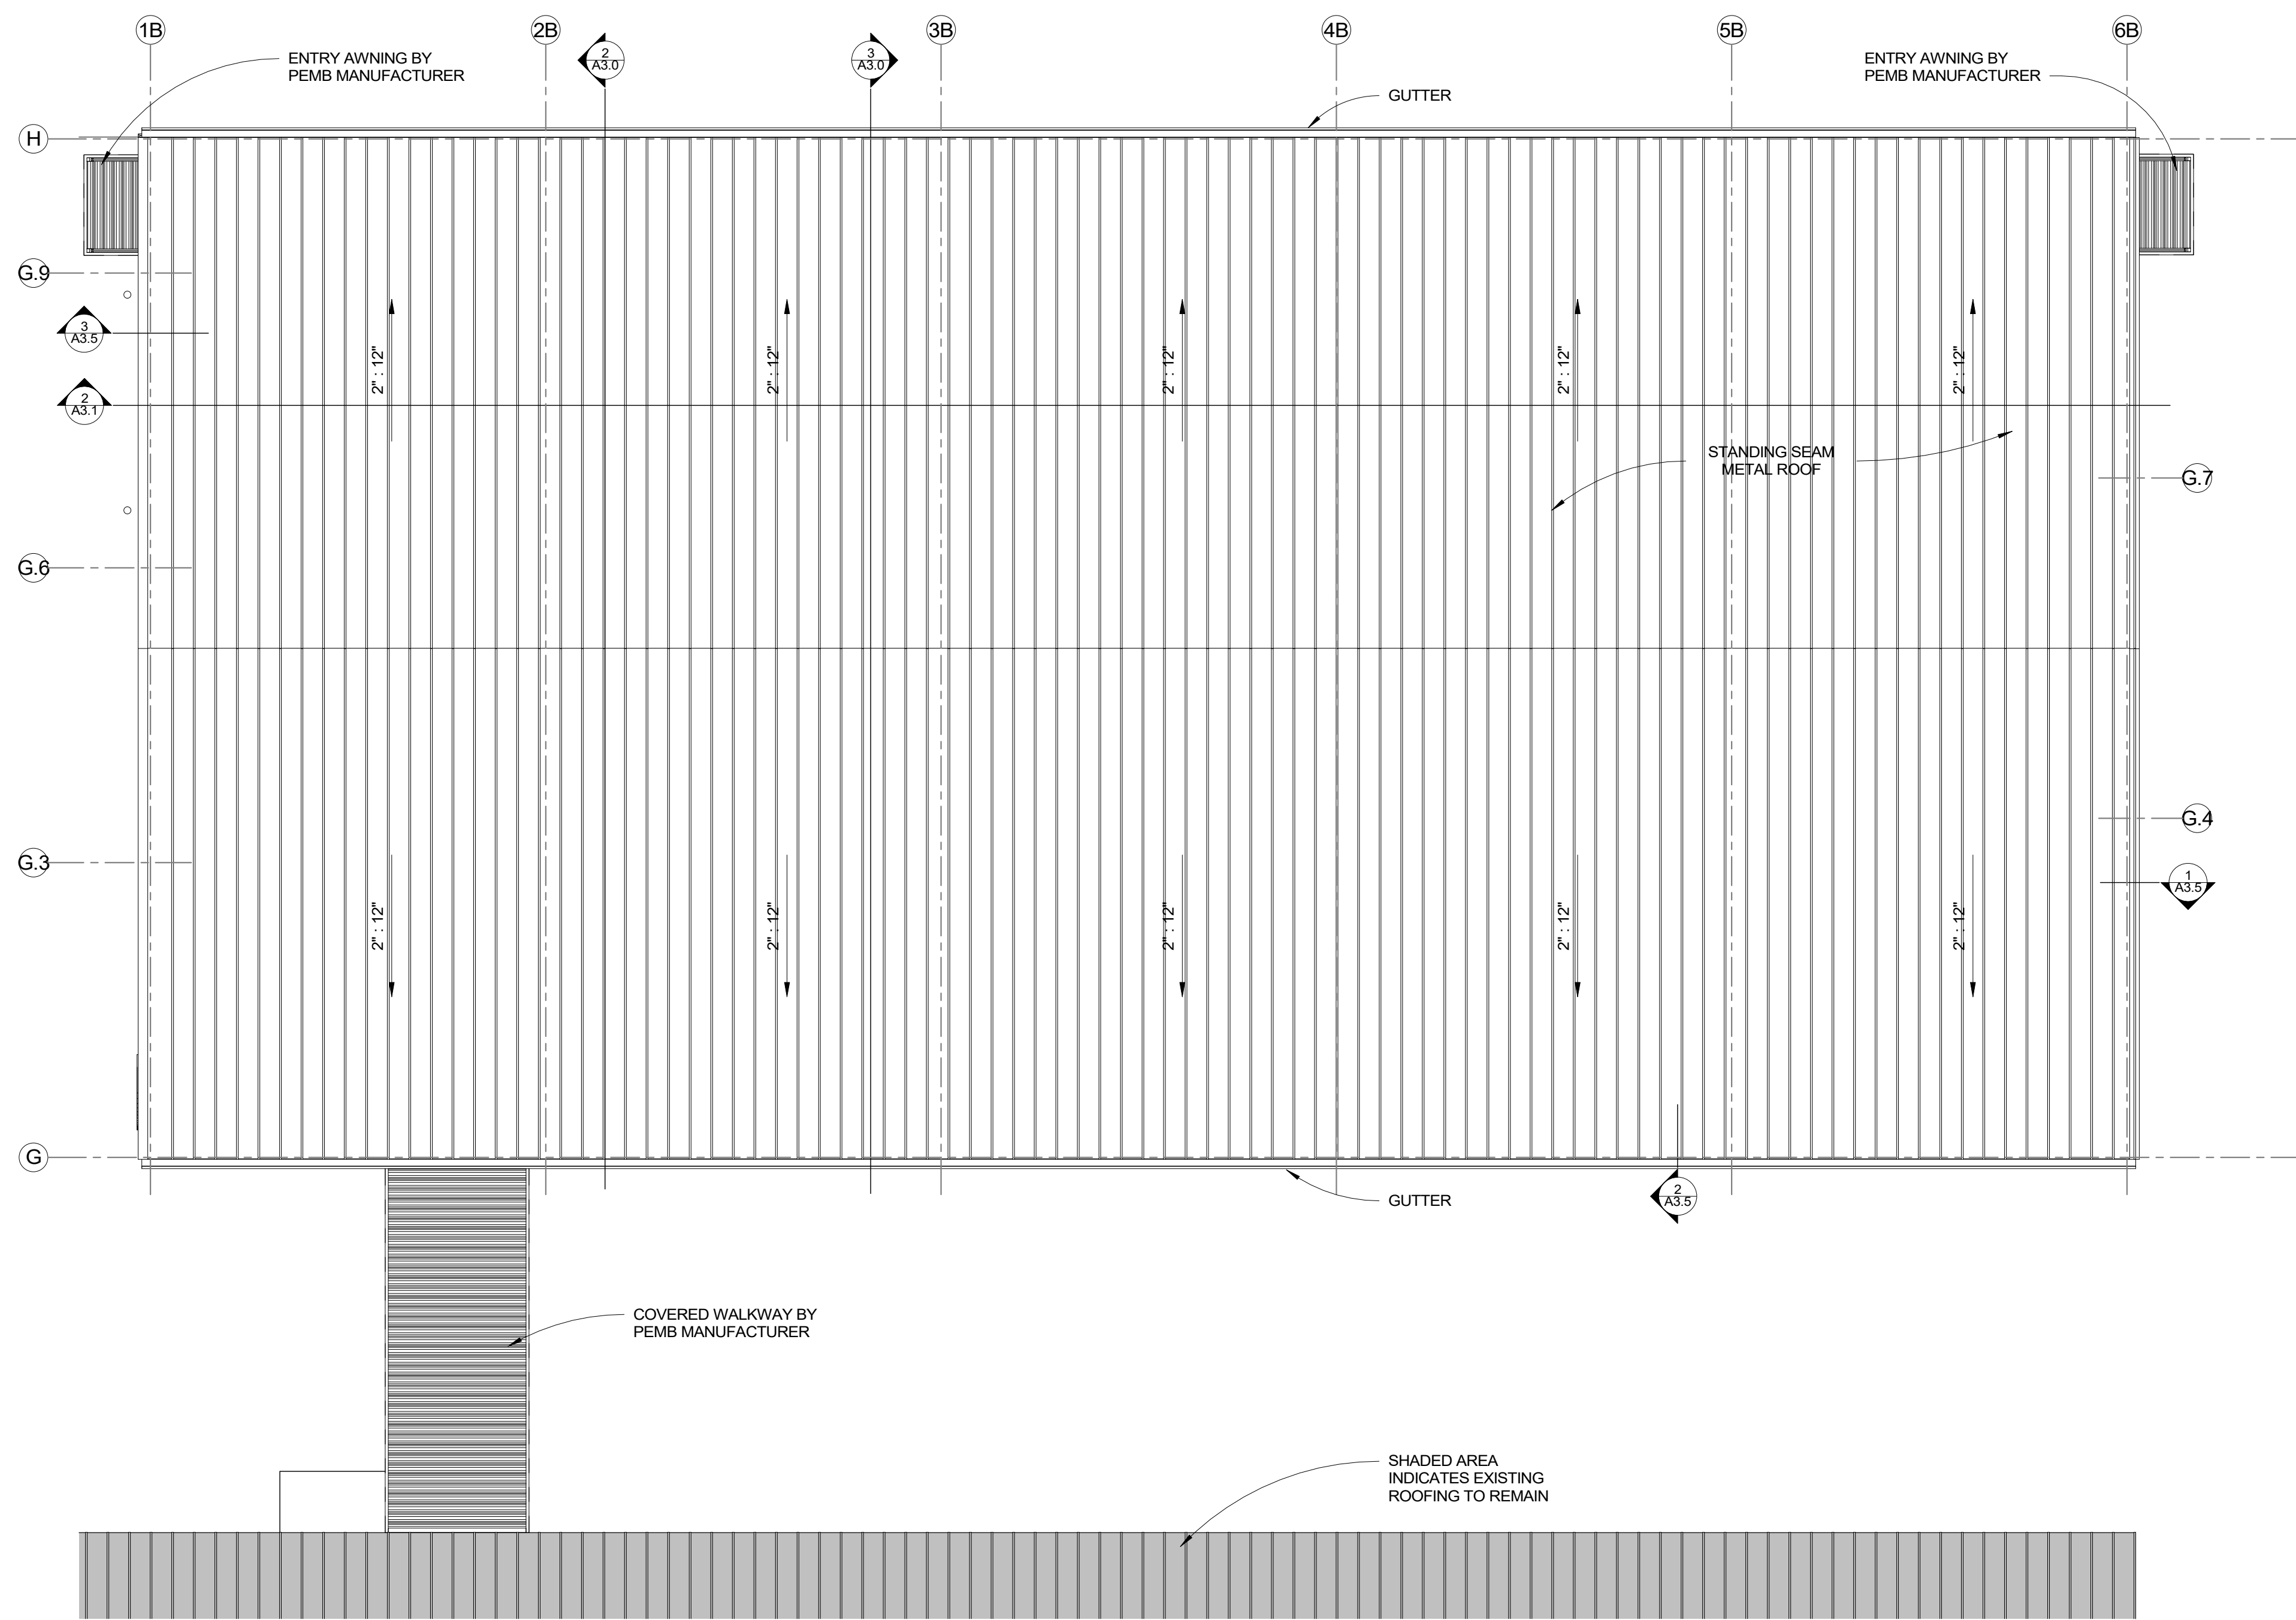 1B
2B
3B
4B
5B
6B
ENTRY AWNING BY
PEMB MANUFACTURER
2
A3.0
3
A3.0
ENTRY AWNING BY
PEMB MANUFACTURER
GUTTER
H
G.9
3
A3.5
2" : 12"
2" : 12"
2" : 12"
2" : 12"
2" : 12"
2
A3.1
STANDING SEAM
METAL ROOF
G.7
G.6
G.4
G.3
1
A3.5
2" : 12"
2" : 12"
2" : 12"
2" : 12"
2" : 12"
G
GUTTER
2
A3.5
COVERED WALKWAY BY
PEMB MANUFACTURER
SHADED AREA
INDICATES EXISTING
ROOFING TO REMAIN